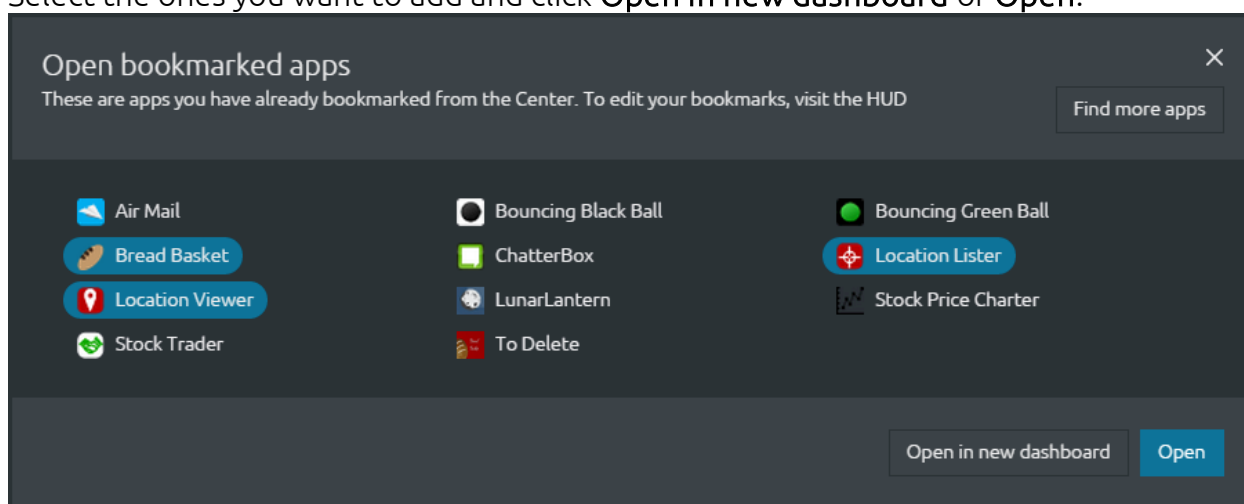 Select the ones you want to add and click Open in new dashboard or Open.
Open bookmarked apps
These are apps you have already bookmarked from the Center. To edit your bookmarks, visit the HUD
Find more apps
Air Mail
Bouncing Black Ball
Bouncing Green Ball
Bread Basket
ChatterBox
Location Lister
Location Viewer
LunarLantern
Stock Price Charter
Stock Trader
To Delete
Open in new dashboard
Open